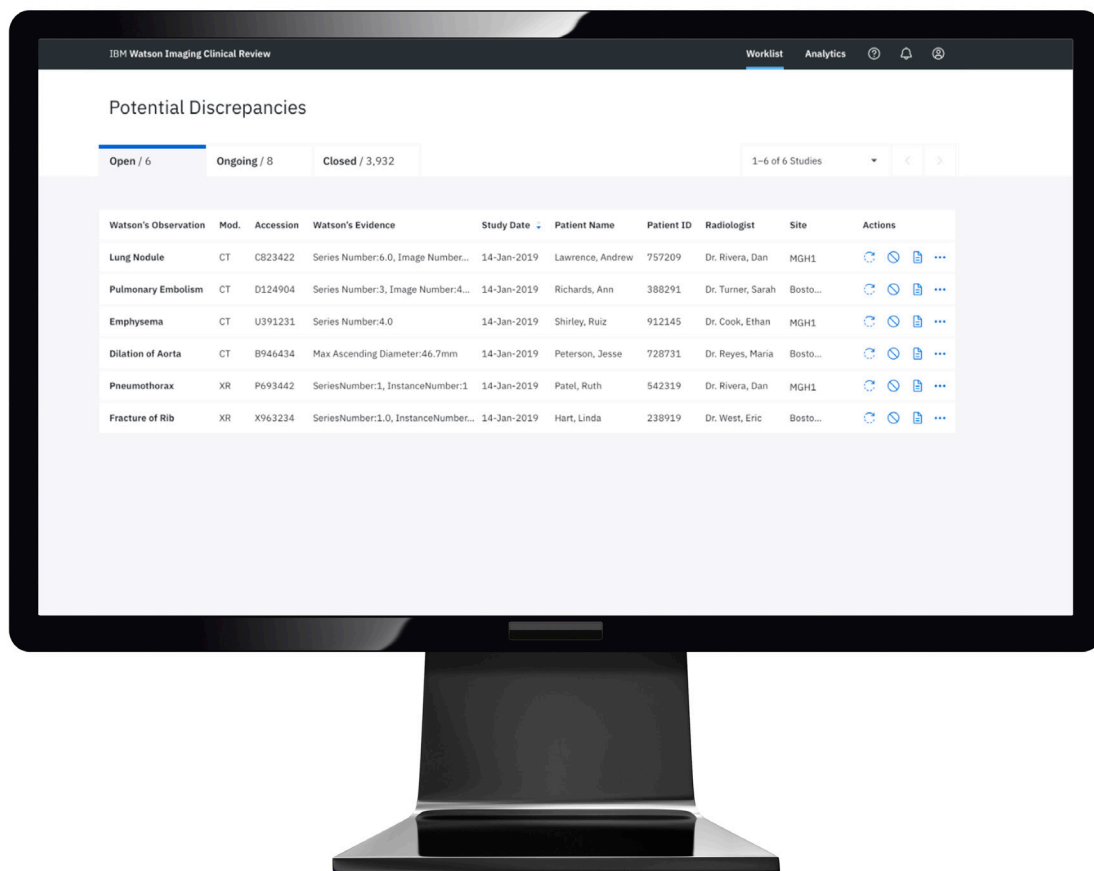 IBM Watson Imaging Clinical Review Worklist Analytics
Potential Discrepancies
Open / 6 Ongoing / 8 Closed / 3,932 1–6 of 6 Studies
Watson's Observation Mod. Accession Watson's Evidence Study Date Patient Name Patient ID Radiologist Site Actions
Lung Nodule CT C823422 Series Number:6.0, Image Number... 14-Jan-2019 Lawrence, Andrew 757209 Dr. Rivera, Dan MGH1
Pulmonary Embolism CT D124904 Series Number:3, Image Number:4... 14-Jan-2019 Richards, Ann 388291 Dr. Turner, Sarah Bosto...
Emphysema CT U391231 Series Number:4.0 14-Jan-2019 Shirley, Ruiz 912145 Dr. Cook, Ethan MGH1
Dilation of Aorta CT B946434 Max Ascending Diameter:46.7mm 14-Jan-2019 Peterson, Jesse 728731 Dr. Reyes, Maria Bosto...
Pneumothorax XR P693442 SeriesNumber:1, InstanceNumber:1 14-Jan-2019 Patel, Ruth 542319 Dr. Rivera, Dan MGH1
Fracture of Rib XR X963234 SeriesNumber:1.0, InstanceNumber... 14-Jan-2019 Hart, Linda 238919 Dr. West, Eric Bosto...